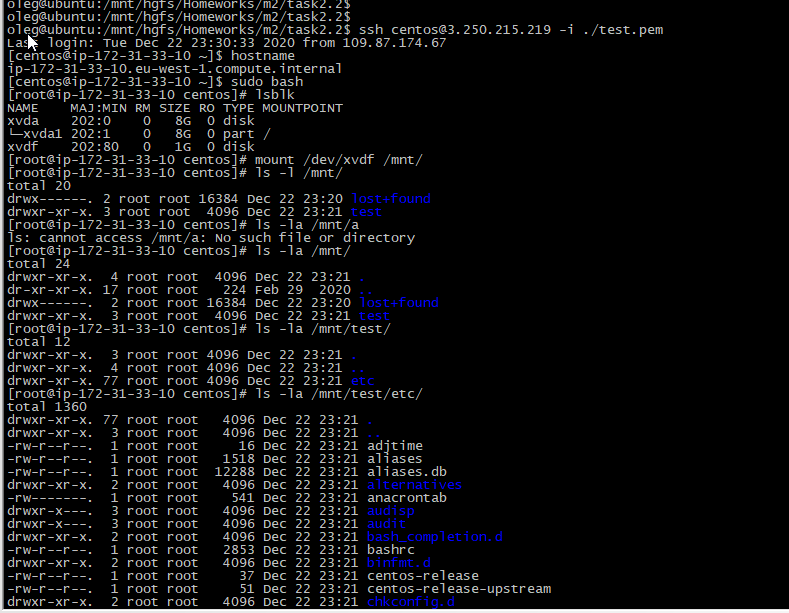 oleg@ubuntu:/mnt/hgfs/Homeworks/m2/task2.2$
oleg@ubuntu:/mnt/hgfs/Homeworks/m2/task2.2$
oleg@ubuntu:/mnt/hgfs/Homeworks/m2/task2.2$ ssh centos@3.250.215.219 -i ./test.pem
Last login: Tue Dec 22 23:30:33 2020 from 109.87.174.67
[centos@ip-172-31-33-10 ~]$ hostname
ip-172-31-33-10.eu-west-1.compute.internal
[centos@ip-172-31-33-10 ~]$ sudo bash
[root@ip-172-31-33-10 centos]# lsblk
NAME    MAJ:MIN RM SIZE RO TYPE MOUNTPOINT
xvda    202:0    0   8G  0 disk
└─xvda1 202:1    0   8G  0 part /
xvdf    202:80   0   1G  0 disk
[root@ip-172-31-33-10 centos]# mount /dev/xvdf /mnt/
[root@ip-172-31-33-10 centos]# ls -l /mnt/
total 20
drwx------. 2 root root 16384 Dec 22 23:20 lost+found
drwxr-xr-x. 3 root root  4096 Dec 22 23:21 test
[root@ip-172-31-33-10 centos]# ls -la /mnt/a
ls: cannot access /mnt/a: No such file or directory
[root@ip-172-31-33-10 centos]# ls -la /mnt/
total 24
drwxr-xr-x.  4 root root  4096 Dec 22 23:21 .
dr-xr-xr-x. 17 root root   224 Feb 29  2020 ..
drwx------.  2 root root 16384 Dec 22 23:20 lost+found
drwxr-xr-x.  3 root root  4096 Dec 22 23:21 test
[root@ip-172-31-33-10 centos]# ls -la /mnt/test/
total 12
drwxr-xr-x.  3 root root 4096 Dec 22 23:21 .
drwxr-xr-x.  4 root root 4096 Dec 22 23:21 ..
drwxr-xr-x. 77 root root 4096 Dec 22 23:21 etc
[root@ip-172-31-33-10 centos]# ls -la /mnt/test/etc/
total 1360
drwxr-xr-x. 77 root root   4096 Dec 22 23:21 .
drwxr-xr-x.  3 root root   4096 Dec 22 23:21 ..
-rw-r--r--.  1 root root     16 Dec 22 23:21 adjtime
-rw-r--r--.  1 root root   1518 Dec 22 23:21 aliases
-rw-r--r--.  1 root root  12288 Dec 22 23:21 aliases.db
drwxr-xr-x.  2 root root   4096 Dec 22 23:21 alternatives
-rw-------.  1 root root    541 Dec 22 23:21 anacrontab
drwxr-x---.  3 root root   4096 Dec 22 23:21 audisp
drwxr-x---.  3 root root   4096 Dec 22 23:21 audit
drwxr-xr-x.  2 root root   4096 Dec 22 23:21 bash_completion.d
-rw-r--r--.  1 root root   2853 Dec 22 23:21 bashrc
drwxr-xr-x.  2 root root   4096 Dec 22 23:21 binfmt.d
-rw-r--r--.  1 root root     37 Dec 22 23:21 centos-release
-rw-r--r--.  1 root root     51 Dec 22 23:21 centos-release-upstream
drwxr-xr-x.  2 root root   4096 Dec 22 23:21 chkconfig.d